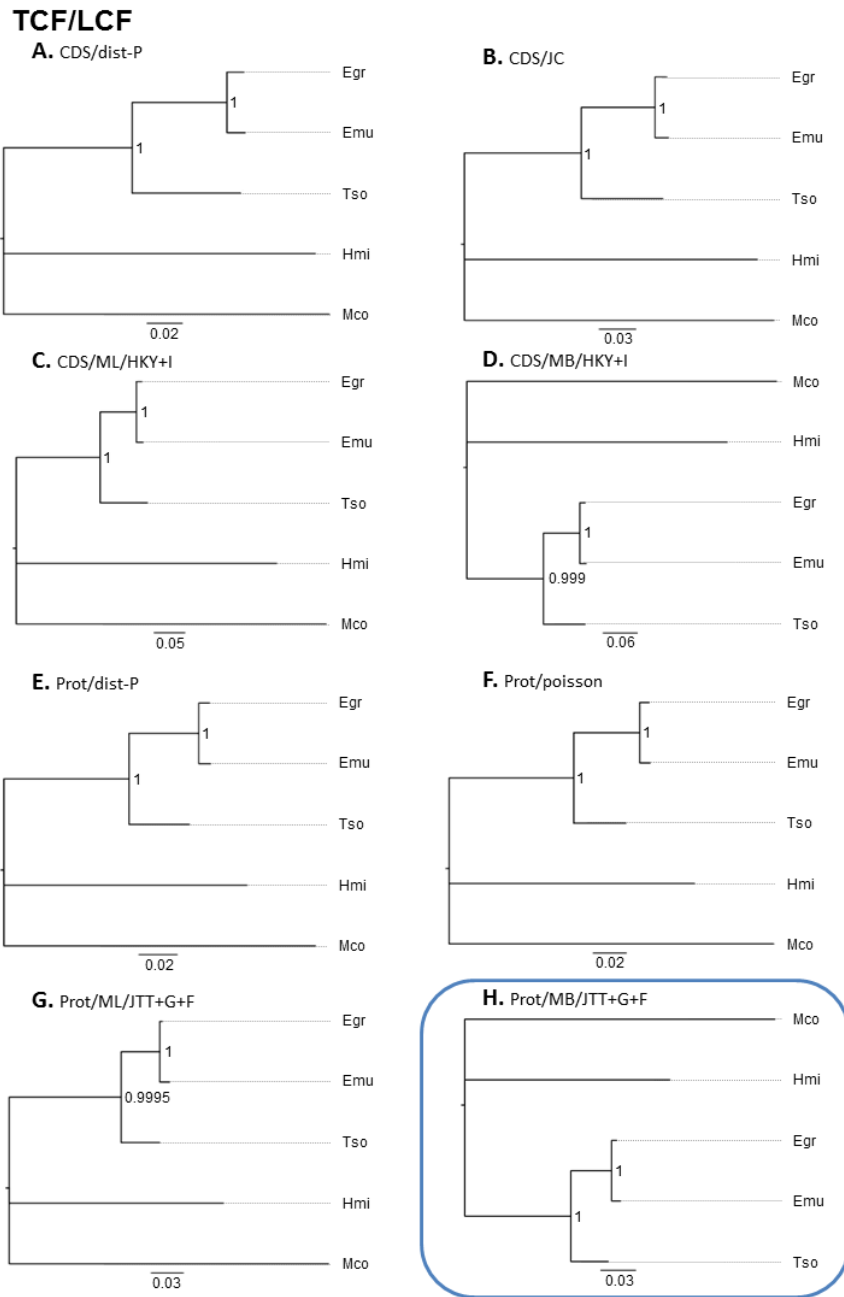 TCF/LCF
A. CDS/dist-P
Egr
1
Emu
1
Tso
Hmi
Mco
0.02
B. CDS/JC
Egr
1
Emu
1
Tso
Hmi
Mco
0.03
C. CDS/ML/HKY+I
Egr
1
Emu
1
Tso
Hmi
Mco
0.05
D. CDS/MB/HKY+I
Mco
Hmi
Egr
1
Emu
0.999
Tso
0.06
E. Prot/dist-P
Egr
1
Emu
1
Tso
Hmi
Mco
0.02
F. Prot/poisson
Egr
1
Emu
1
Tso
Hmi
Mco
0.02
G. Prot/ML/JTT+G+F
Egr
1
Emu
0.9995
Tso
Hmi
Mco
0.03
H. Prot/MB/JTT+G+F
Mco
Hmi
Egr
1
Emu
1
Tso
0.03